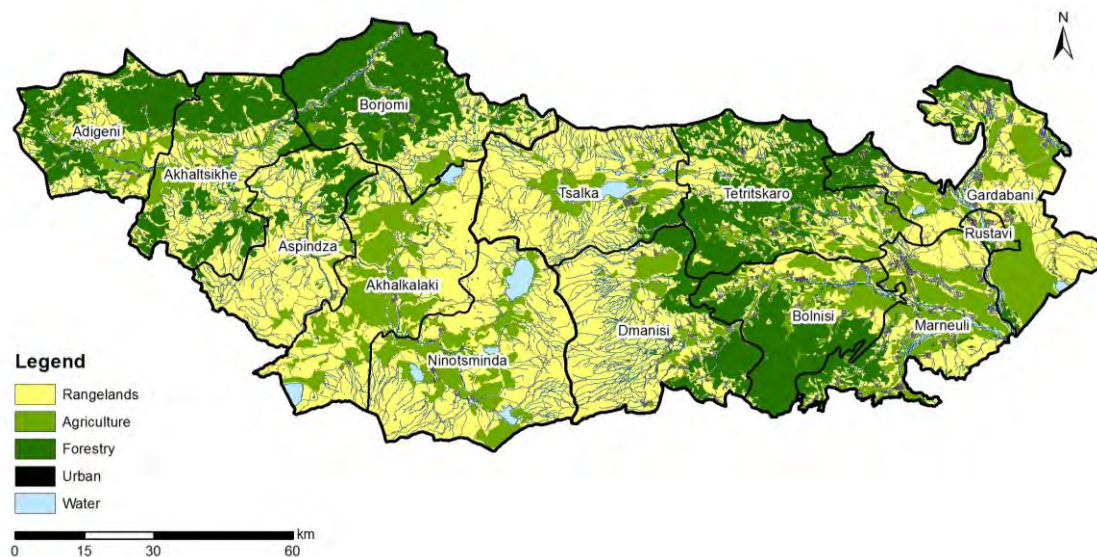 N
Borjomi
Adigeni
Akhaltsikhe
Tsalka
Tetritskaro
Gardabani
Rustavi
Aspindza
Akhalkalaki
Dmanisi
Bolnisi
Marneuli
Ninotsminda
Legend
Rangelands
Agriculture
Forestry
Urban
Water
km
0 15 30 60